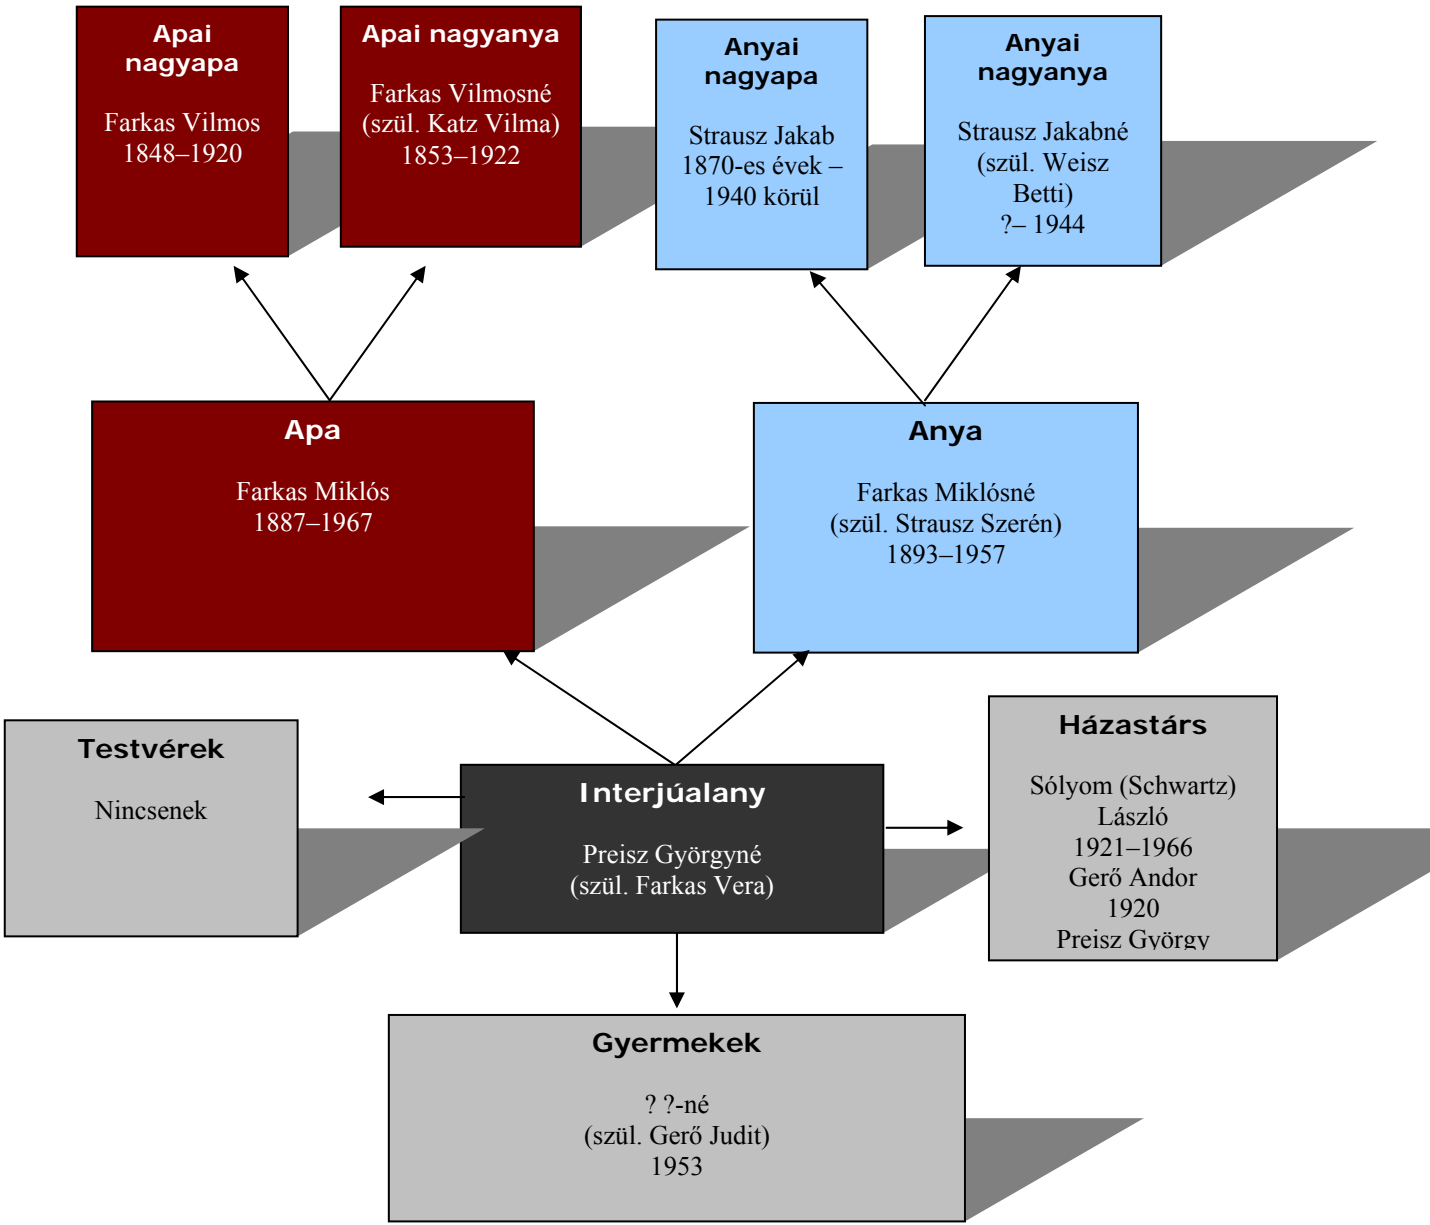 Apai
nagyapa
Farkas Vilmos
1848–1920
Apai nagyanya
Farkas Vilmosné
(szül. Katz Vilma)
1853–1922
Anyai
nagyapa
Strausz Jakab
1870-es évek –
1940 körül
Anyai
nagyanya
Strausz Jakabné
(szül. Weisz
Betti)
?– 1944
Apa
Farkas Miklós
1887–1967
Anya
Farkas Miklósné
(szül. Strausz Szerén)
1893–1957
Testvérek
Nincsenek
Interjúalany
Preisz Györgyné
(szül. Farkas Vera)
Házastárs
Sólyom (Schwartz)
László
1921–1966
Gerő Andor
1920
Preisz György
Gyermekek
? ?-né
(szül. Gerő Judit)
1953